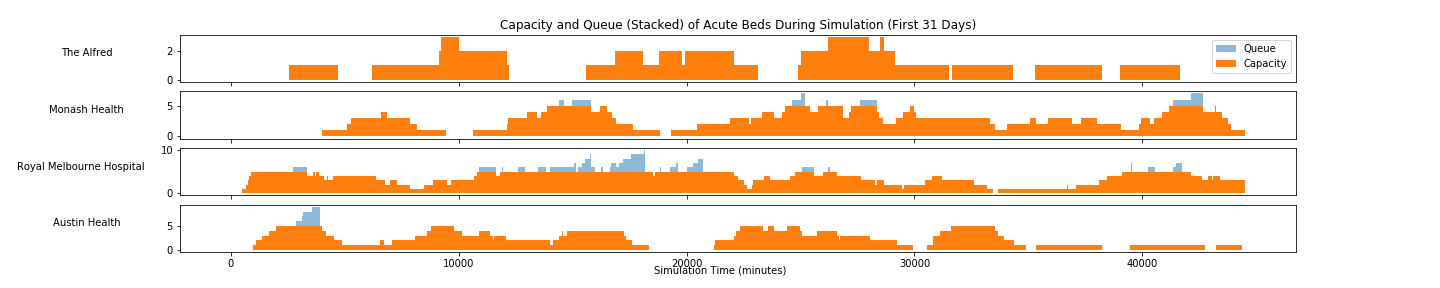 Capacity and Queue (Stacked) of Acute Beds During Simulation (First 31 Days)
The Alfred
2
0
Queue
Capacity
Monash Health
5
0
Royal Melbourne Hospital
10
0
Austin Health
5
0
0 10000 20000 30000 40000
Simulation Time (minutes)